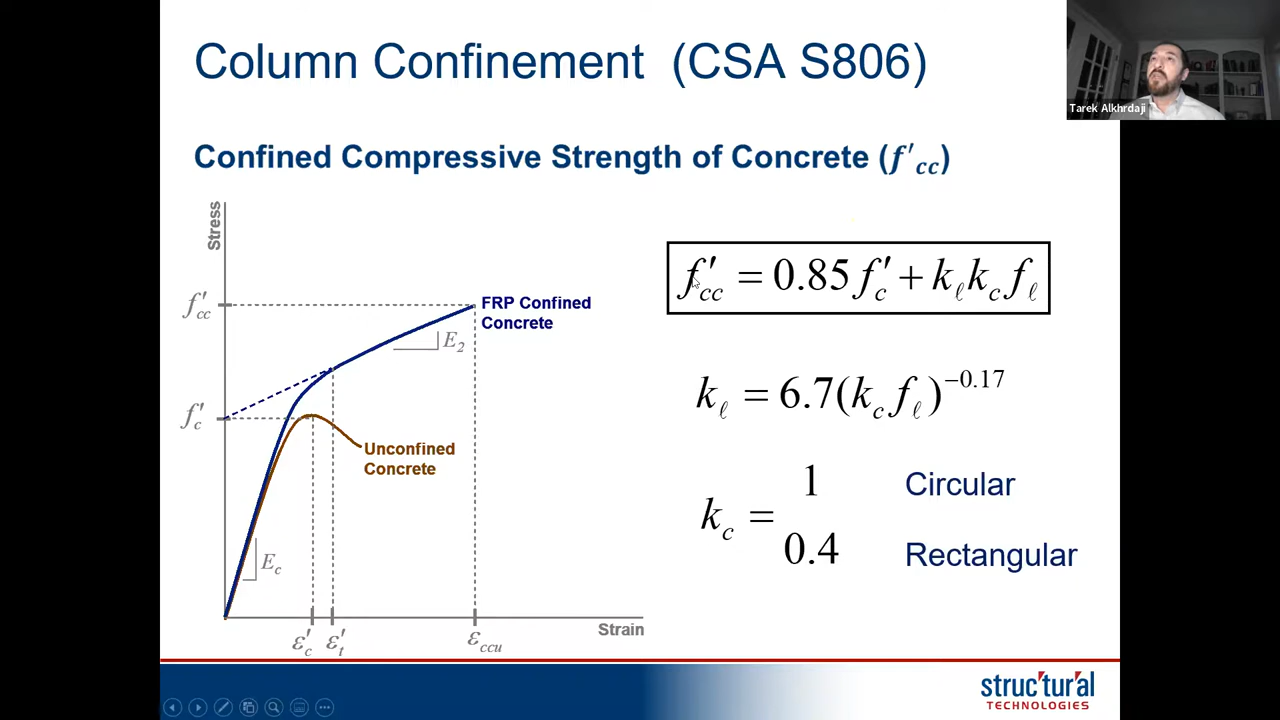 Column Confinement (CSA S806)
Tarek Alkhrdaji
Confined Compressive Strength of Concrete (f′cc)
Stress
f′cc
FRP Confined
Concrete
E2
f′c
Unconfined
Concrete
Ec
Strain
ε′c
ε′t
εccu
f′cc = 0.85 f′c + kℓ kc fℓ
kℓ = 6.7(kc fℓ)^−0.17
kc =
1 Circular
0.4 Rectangular
structural
TECHNOLOGIES